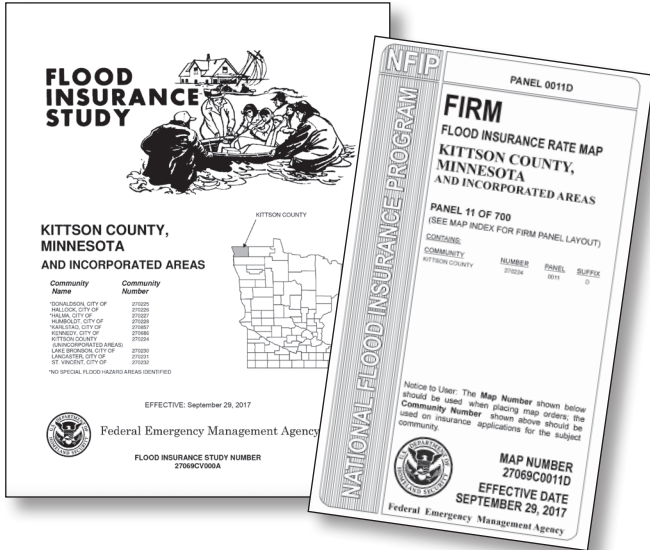 FLOOD
INSURANCE
STUDY
KITTSON COUNTY
KITTSON COUNTY,
MINNESOTA
AND INCORPORATED AREAS
Community Community
Name Number
*DONALDSON, CITY OF 270225
HALLOCK, CITY OF 270226
*HALMA, CITY OF 270227
HUMBOLDT, CITY OF 270228
*KARLSTAD, CITY OF 270857
KENNEDY, CITY OF 270686
KITTSON COUNTY 270224
(UNINCORPORATED AREAS)
LAKE BRONSON, CITY OF 270230
LANCASTER, CITY OF 270231
ST. VINCENT, CITY OF 270232
*NO SPECIAL FLOOD HAZARD AREAS IDENTIFIED
EFFECTIVE: September 29, 2017
Federal Emergency Management Agency
FLOOD INSURANCE STUDY NUMBER
27069CV000A
NFIP
NATIONAL FLOOD INSURANCE PROGRAM
PANEL 0011D
FIRM
FLOOD INSURANCE RATE MAP
KITTSON COUNTY,
MINNESOTA
AND INCORPORATED AREAS
PANEL 11 OF 700
(SEE MAP INDEX FOR FIRM PANEL LAYOUT)
CONTAINS:
COMMUNITY NUMBER PANEL SUFFIX
KITTSON COUNTY 270224 0011 D
Notice to User: The Map Number shown below
should be used when placing map orders; the
Community Number shown above should be
used on insurance applications for the subject
community.
U.S. DEPARTMENT OF HOMELAND SECURITY
MAP NUMBER
27069C0011D
EFFECTIVE DATE
SEPTEMBER 29, 2017
Federal Emergency Management Agency